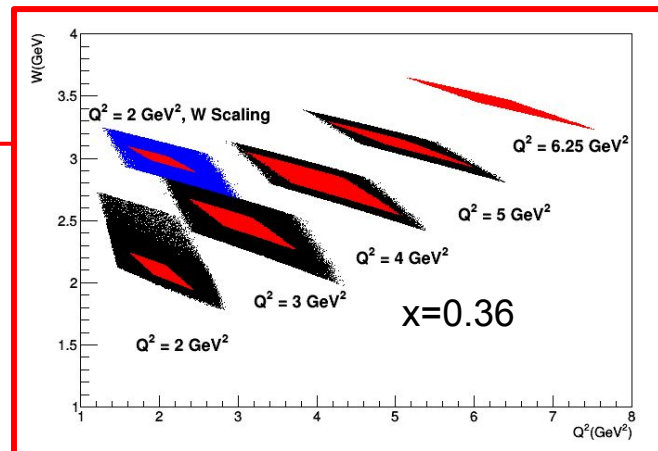 W(GeV)
4
3.5
3
2.5
2
1.5
1
Q² = 2 GeV², W Scaling
Q² = 6.25 GeV²
Q² = 5 GeV²
Q² = 4 GeV²
Q² = 3 GeV²
x=0.36
Q² = 2 GeV²
1 2 3 4 5 6 7 8
Q²(GeV²)